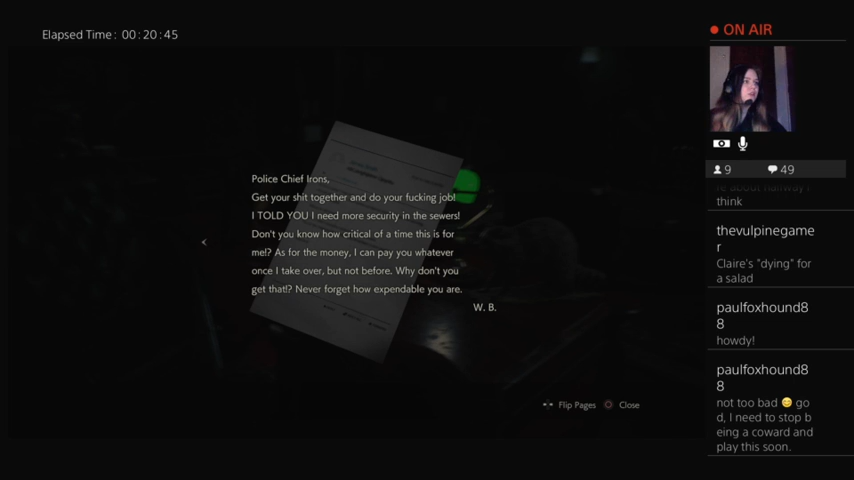 Elapsed Time: 00:20:45
ON AIR
9 49
think
thevulpinegame
r
Claire's "dying" for
a salad
paulfoxhound8
8
howdy!
paulfoxhound8
8
not too bad 😊 go
d, I need to stop b
eing a coward and
play this soon.
Police Chief Irons,
Get your shit together and do your fucking job!
I TOLD YOU I need more security in the sewers!
Don't you know how critical of a time this is for
me!? As for the money, I can pay you whatever
once I take over, but not before. Why don't you
get that!? Never forget how expendable you are.
W. B.
Flip Pages Close